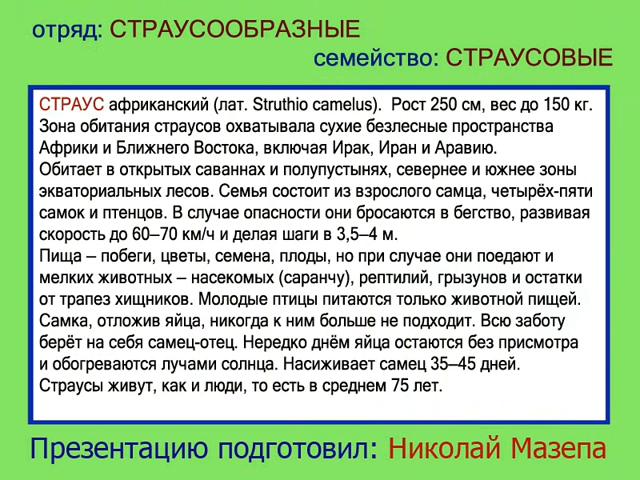 отряд: СТРАУСООБРАЗНЫЕ
семейство: СТРАУСОВЫЕ
СТРАУС африканский (лат. Struthio camelus). Рост 250 см, вес до 150 кг.
Зона обитания страусов охватывала сухие безлесные пространства
Африки и Ближнего Востока, включая Ирак, Иран и Аравию.
Обитает в открытых саваннах и полупустынях, севернее и южнее зоны
экваториальных лесов. Семья состоит из взрослого самца, четырёх-пяти
самок и птенцов. В случае опасности они бросаются в бегство, развивая
скорость до 60–70 км/ч и делая шаги в 3,5–4 м.
Пища – побеги, цветы, семена, плоды, но при случае они поедают и
мелких животных – насекомых (саранчу), рептилий, грызунов и остатки
от трапез хищников. Молодые птицы питаются только животной пищей.
Самка, отложив яйца, никогда к ним больше не подходит. Всю заботу
берёт на себя самец-отец. Нередко днём яйца остаются без присмотра
и обогреваются лучами солнца. Насиживает самец 35–45 дней.
Страусы живут, как и люди, то есть в среднем 75 лет.
Презентацию подготовил: Николай Мазепа